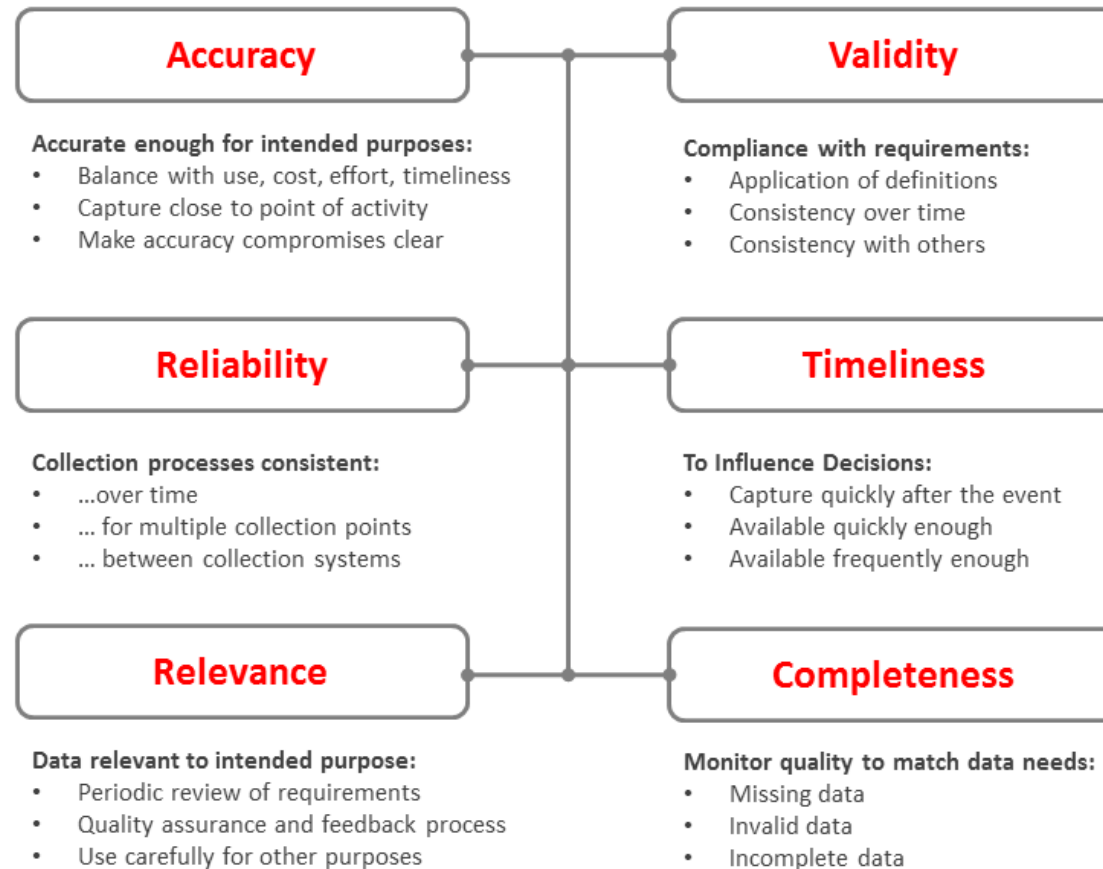 Accuracy
Accurate enough for intended purposes:
• Balance with use, cost, effort, timeliness
• Capture close to point of activity
• Make accuracy compromises clear
Validity
Compliance with requirements:
• Application of definitions
• Consistency over time
• Consistency with others
Reliability
Collection processes consistent:
• ...over time
• ... for multiple collection points
• ... between collection systems
Timeliness
To Influence Decisions:
• Capture quickly after the event
• Available quickly enough
• Available frequently enough
Relevance
Data relevant to intended purpose:
• Periodic review of requirements
• Quality assurance and feedback process
• Use carefully for other purposes
Completeness
Monitor quality to match data needs:
• Missing data
• Invalid data
• Incomplete data